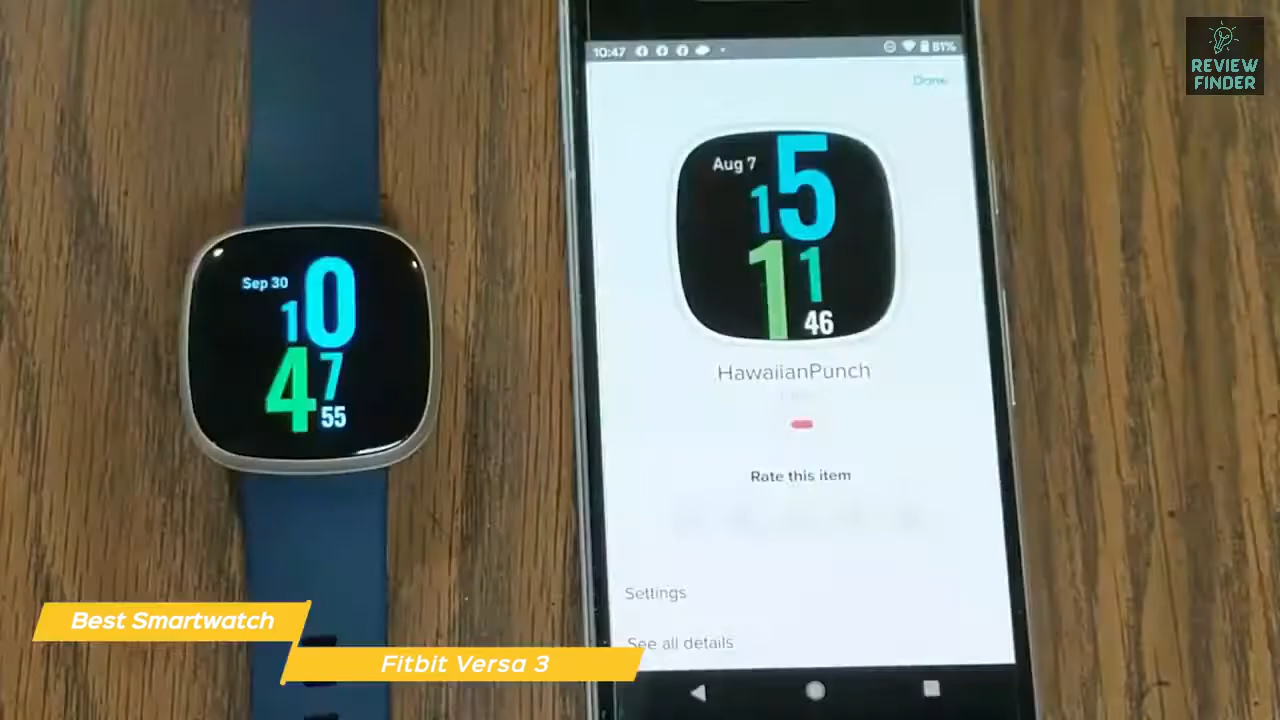 REVIEW
FINDER
10:47
81%
Done
Sep 30
10
47
55
Aug 7
15
11
46
HawaiianPunch
Rate this item
Settings
See all details
Best Smartwatch
Fitbit Versa 3